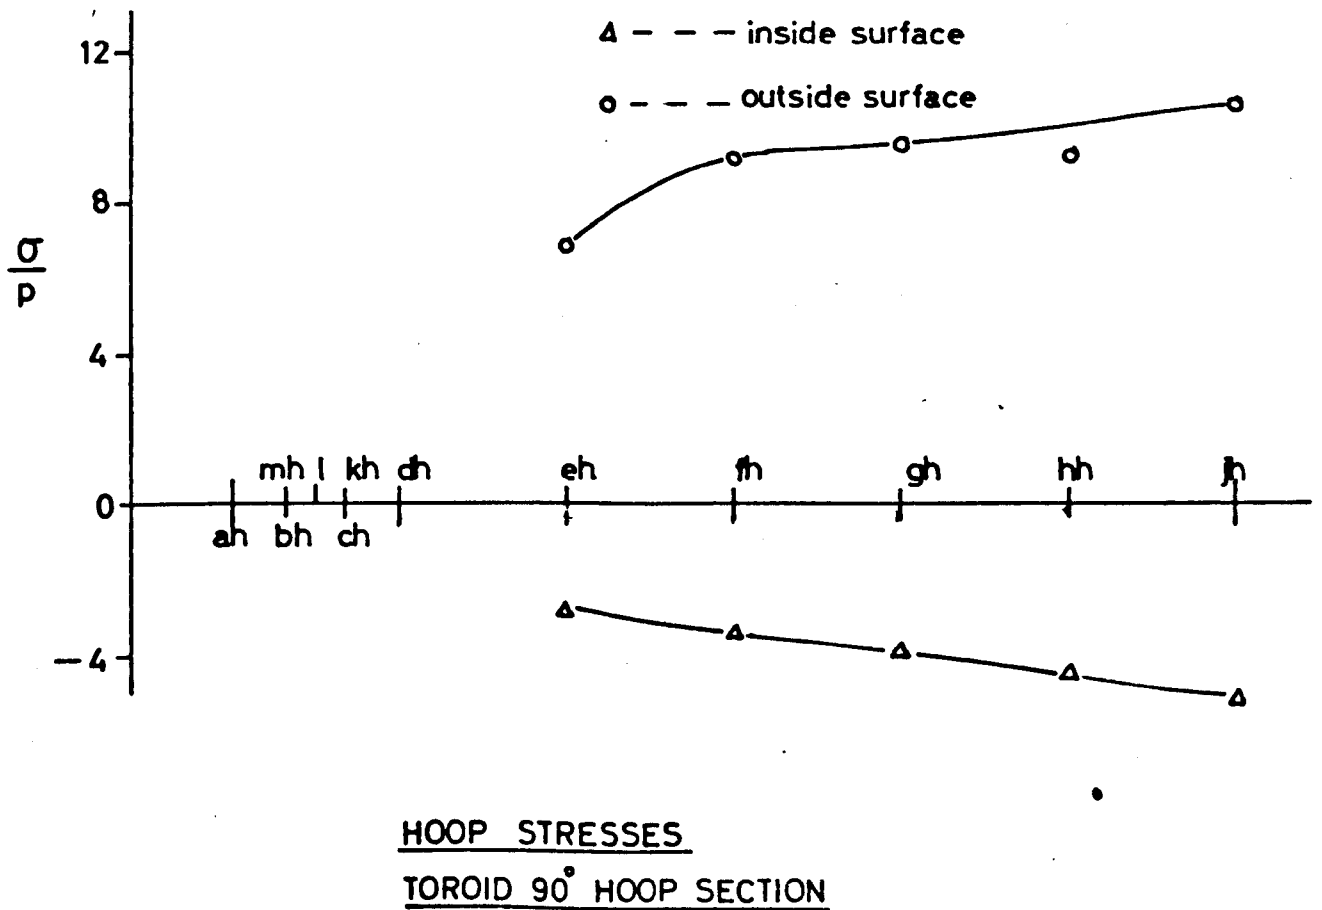 12
Δ - - - inside surface
o - - - outside surface
8
σ
p
4
mh l kh dh eh fh gh hh jh
0
ah bh ch
-4
HOOP STRESSES
TOROID 90° HOOP SECTION